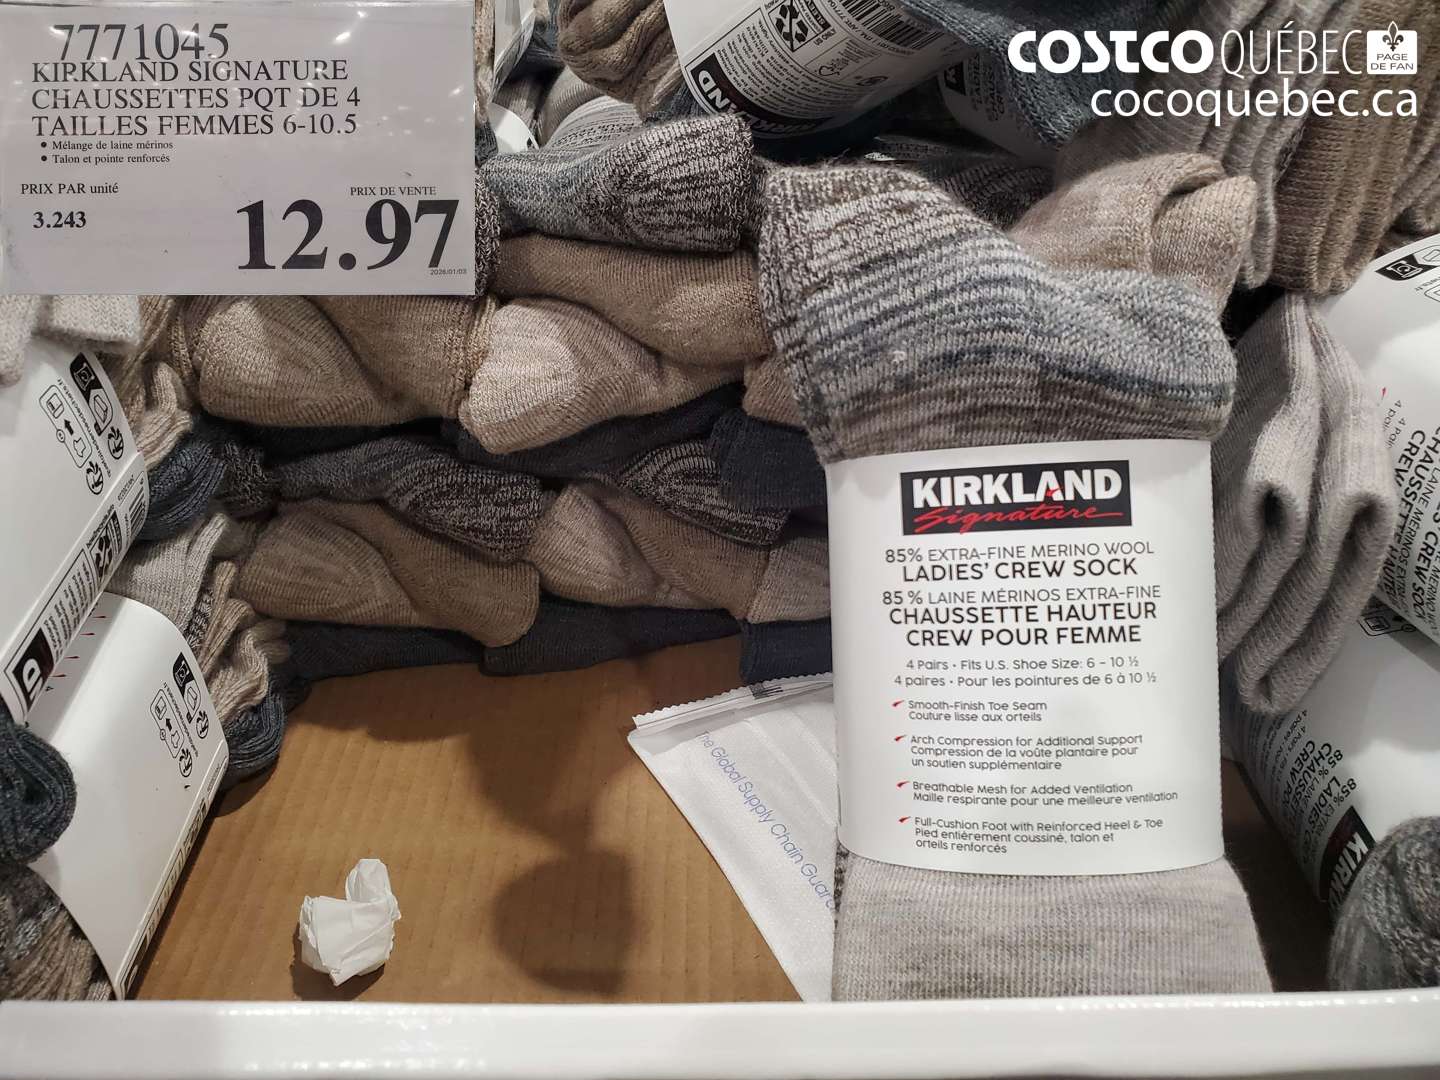 7771045
KIRKLAND SIGNATURE
CHAUSSETTES PQT DE 4
TAILLES FEMMES 6-10.5
• Mélange de laine mérinos
• Talon et pointe renforcés
PRIX PAR unité
3.243
PRIX DE VENTE
12.97
2026/01/03
COSTCO QUÉBEC PAGE DE FAN
cocoquebec.ca
KIRKLAND
Signature
85% EXTRA-FINE MERINO WOOL
LADIES' CREW SOCK
85 % LAINE MÉRINOS EXTRA-FINE
CHAUSSETTE HAUTEUR
CREW POUR FEMME
4 Pairs • Fits U.S. Shoe Size: 6 - 10 ½
4 paires • Pour les pointures de 6 à 10 ½
Smooth-Finish Toe Seam
Couture lisse aux orteils
Arch Compression for Additional Support
Compression de la voûte plantaire pour
un soutien supplémentaire
Breathable Mesh for Added Ventilation
Maille respirante pour une meilleure ventilation
Full-Cushion Foot with Reinforced Heel & Toe
Pied entièrement coussiné, talon et
orteils renforcés
The Global Supply Chain Guar
KIRKLAND
KIRK